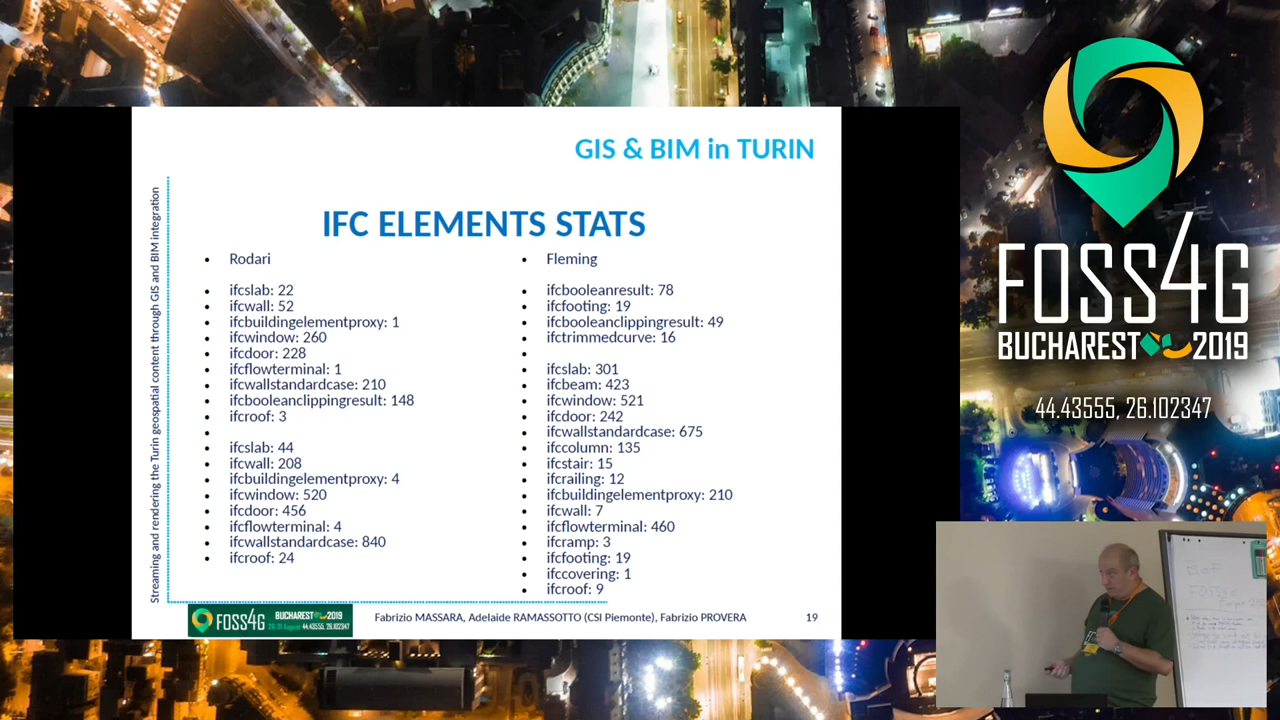 GIS & BIM in TURIN
Streaming and rendering the Turin geospatial content through GIS and BIM integration
IFC ELEMENTS STATS
• Rodari
• ifcslab: 22
• ifcwall: 52
• ifcbuildingelementproxy: 1
• ifcwindow: 260
• ifcdoor: 228
• ifcflowterminal: 1
• ifcwallstandardcase: 210
• ifcbooleanclippingresult: 148
• ifcroof: 3
•
• ifcslab: 44
• ifcwall: 208
• ifcbuildingelementproxy: 4
• ifcwindow: 520
• ifcdoor: 456
• ifcflowterminal: 4
• ifcwallstandardcase: 840
• ifcroof: 24
• Fleming
• ifcbooleanresult: 78
• ifcfooting: 19
• ifcbooleanclippingresult: 49
• ifctrimmedcurve: 16
•
• ifcslab: 301
• ifcbeam: 423
• ifcwindow: 521
• ifcdoor: 242
• ifcwallstandardcase: 675
• ifccolumn: 135
• ifcstair: 15
• ifcrailing: 12
• ifcbuildingelementproxy: 210
• ifcwall: 7
• ifcflowterminal: 460
• ifcramp: 3
• ifcfooting: 19
• ifccovering: 1
• ifcroof: 9
FOSS4G
BUCHAREST 2019
44.43555, 26.102347
Fabrizio MASSARA, Adelaide RAMASSOTTO (CSI Piemonte), Fabrizio PROVERA
19
FOSS4G
BUCHAREST 2019
44.43555, 26.102347